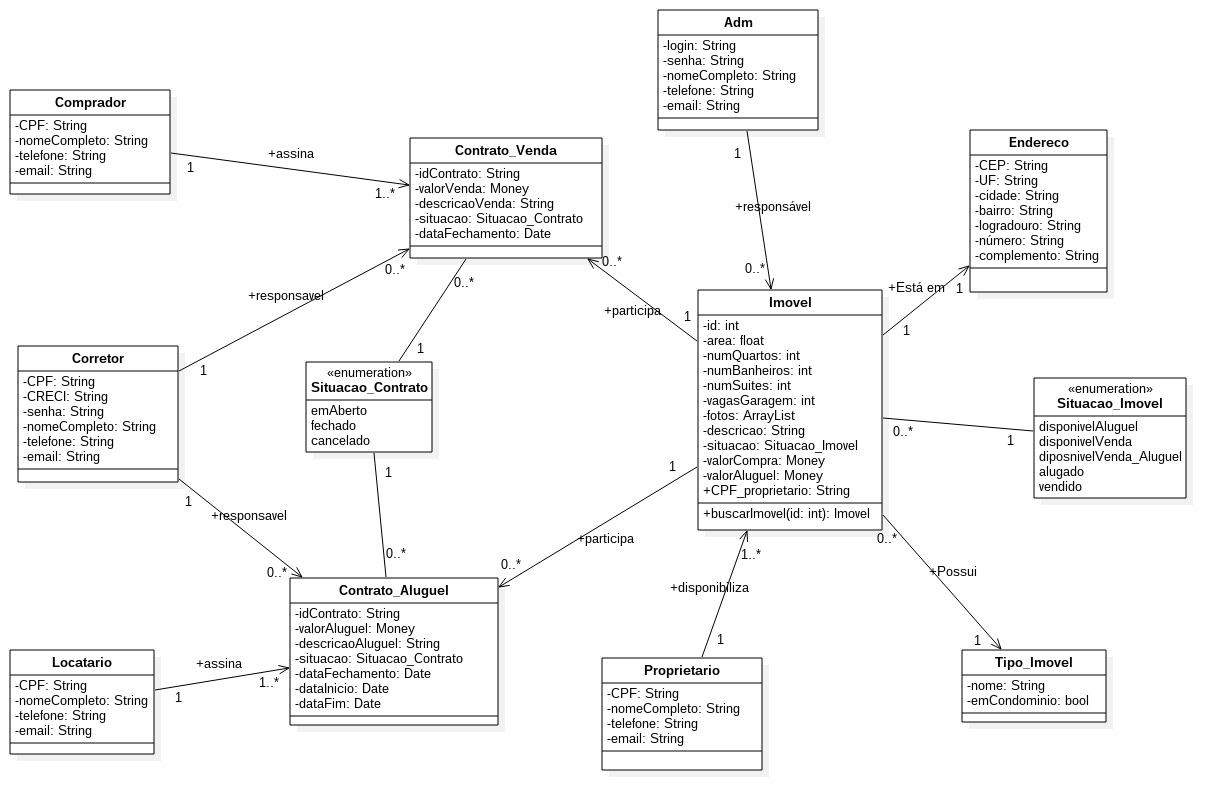 Adm
-login: String
-senha: String
-nomeCompleto: String
-telefone: String
-email: String
Comprador
-CPF: String
-nomeCompleto: String
-telefone: String
-email: String
+assina
1
1..*
Contrato_Venda
-idContrato: String
-valorVenda: Money
-descricaoVenda: String
-situacao: Situacao_Contrato
-dataFechamento: Date
1
+responsável
0..*
Endereco
-CEP: String
-UF: String
-cidade: String
-bairro: String
-logradouro: String
-número: String
-complemento: String
+Está em
1
1
0..*
+participa
1
0..*
+responsavel
1
0..*
1
Imovel
-id: int
-area: float
-numQuartos: int
-numBanheiros: int
-numSuites: int
-vagasGaragem: int
-fotos: ArrayList
-descricao: String
-situacao: Situacao_Imovel
-valorCompra: Money
-valorAluguel: Money
+CPF_proprietario: String
+buscarImovel(id: int): Imovel
Corretor
-CPF: String
-CRECI: String
-senha: String
-nomeCompleto: String
-telefone: String
-email: String
«enumeration»
Situacao_Contrato
emAberto
fechado
cancelado
«enumeration»
Situacao_Imovel
disponivelAluguel
disponivelVenda
diposnivelVenda_Aluguel
alugado
vendido
0..*
1
1
+responsavel
0..*
1
0..*
1
+participa
0..*
0..*
+Possui
1
1..*
+disponibiliza
1
Contrato_Aluguel
-idContrato: String
-valorAluguel: Money
-descricaoAluguel: String
-situacao: Situacao_Contrato
-dataFechamento: Date
-dataInicio: Date
-dataFim: Date
Locatario
-CPF: String
-nomeCompleto: String
-telefone: String
-email: String
+assina
1
1..*
Proprietario
-CPF: String
-nomeCompleto: String
-telefone: String
-email: String
Tipo_Imovel
-nome: String
-emCondominio: bool